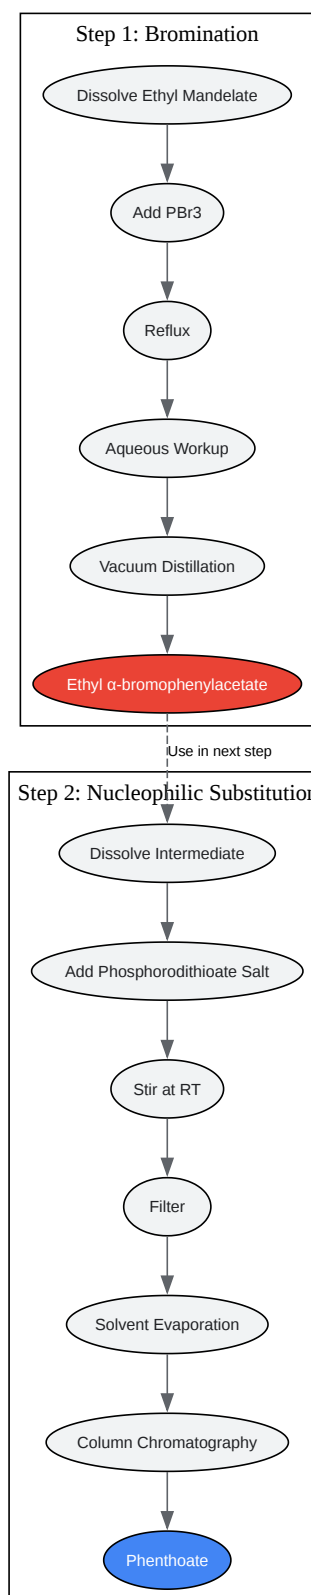 Step 1: Bromination
Dissolve Ethyl Mandelate
Add PBr3
Reflux
Aqueous Workup
Vacuum Distillation
Ethyl α-bromophenylacetate
Use in next step
Step 2: Nucleophilic Substitution
Dissolve Intermediate
Add Phosphorodithioate Salt
Stir at RT
Filter
Solvent Evaporation
Column Chromatography
Phenthoate